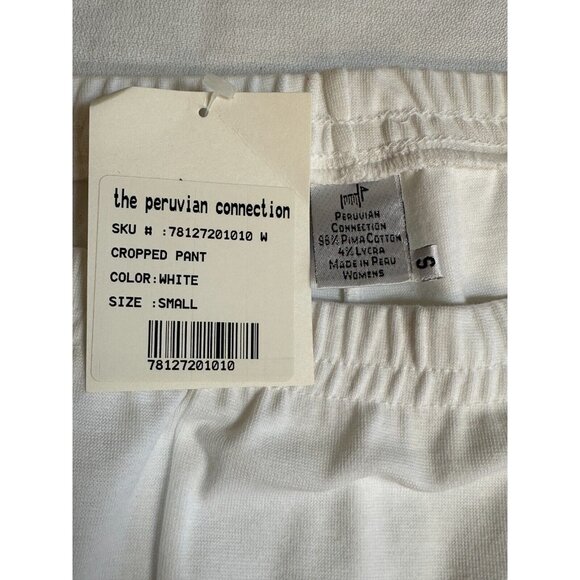 the peruvian connection
SKU # :78127201010 W
CROPPED PANT
COLOR:WHITE
SIZE :SMALL
78127201010
PERUVIAN
CONNECTION
96% PIMA COTTON
4% LYCRA
MADE IN PERU
WOMENS
S